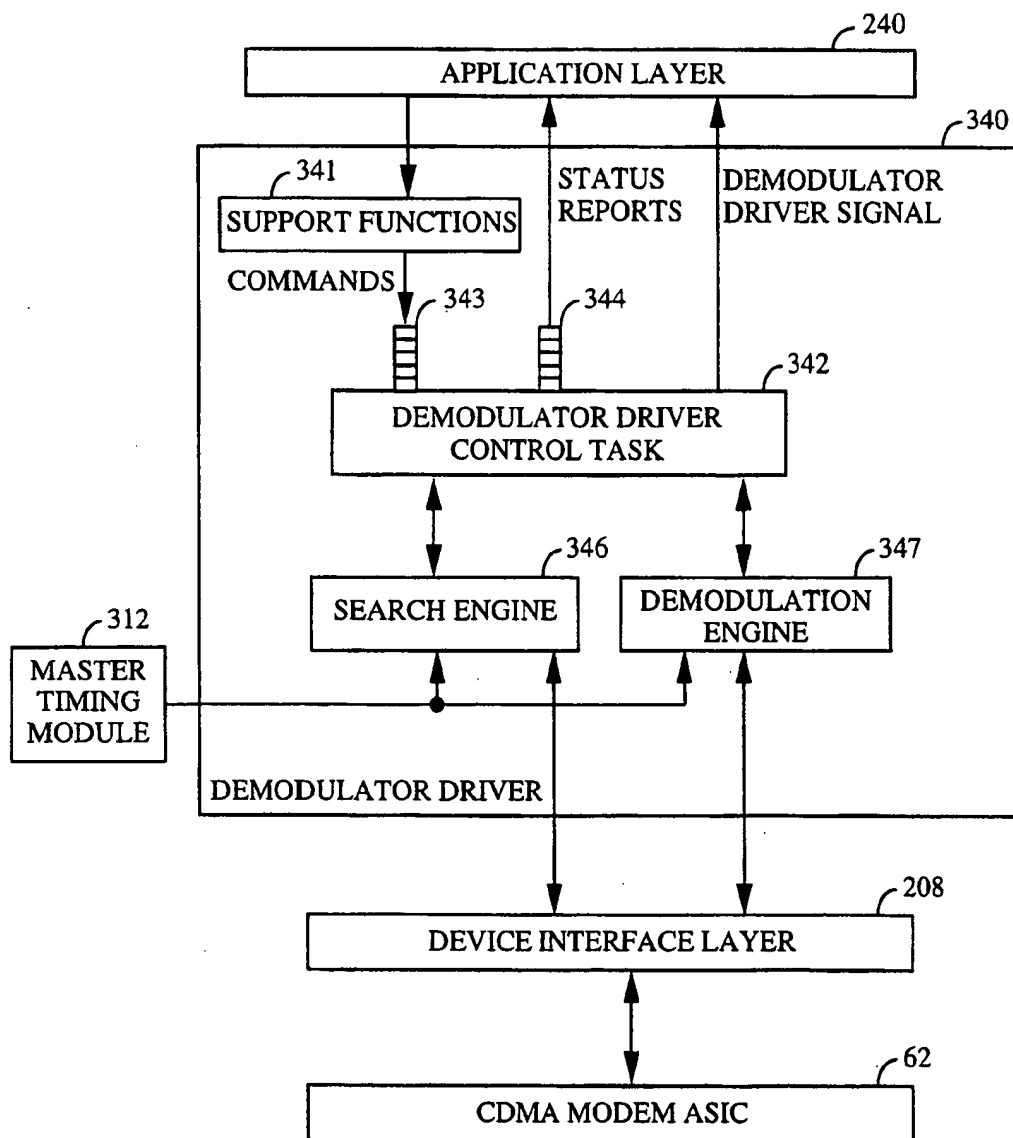 240
APPLICATION LAYER
340
341
SUPPORT FUNCTIONS
STATUS
REPORTS
DEMODULATOR
DRIVER SIGNAL
COMMANDS
343
344
342
DEMODULATOR DRIVER
CONTROL TASK
346
347
SEARCH ENGINE
DEMODULATION
ENGINE
312
MASTER
TIMING
MODULE
DEMODULATOR DRIVER
208
DEVICE INTERFACE LAYER
62
CDMA MODEM ASIC